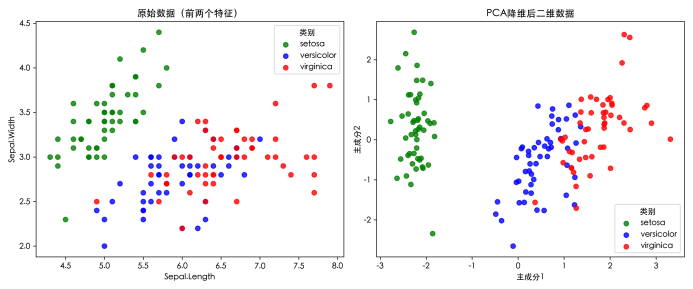 原始数据（前两个特征）
Sepal.Width
4.5
4.0
3.5
3.0
2.5
2.0
类别
setosa
versicolor
virginica
4.5
5.0
5.5
6.0
6.5
7.0
7.5
8.0
Sepal.Length
PCA降维后二维数据
主成分2
2
1
0
-1
-2
类别
setosa
versicolor
virginica
-3
-2
-1
0
1
2
3
主成分1